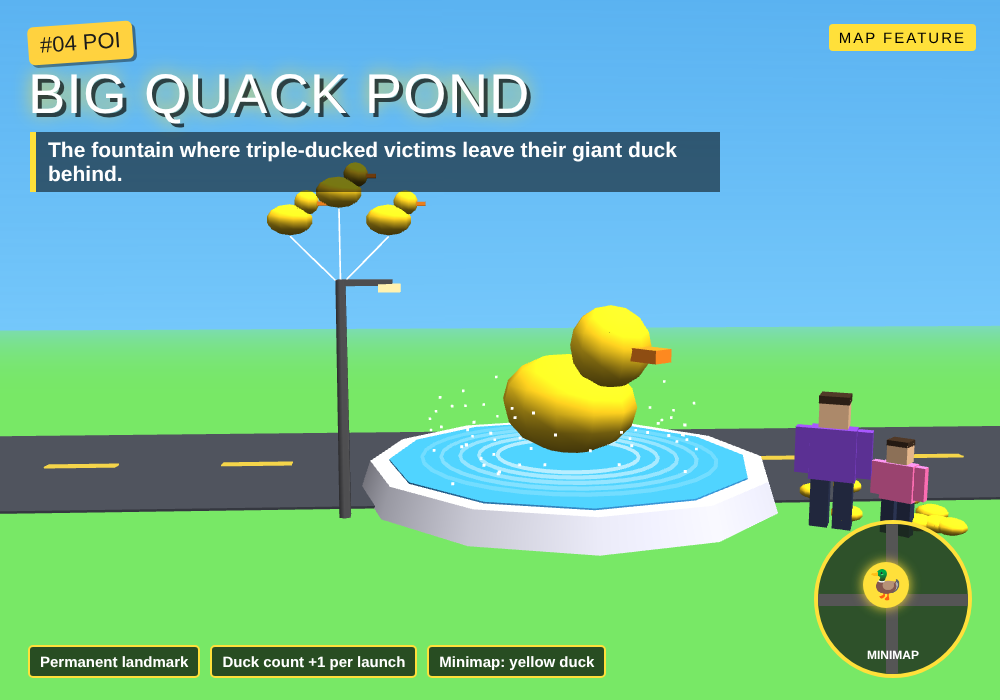 #04 POI
MAP FEATURE
BIG QUACK POND
The fountain where triple-ducked victims leave their giant duck
behind.
Permanent landmark
Duck count +1 per launch
Minimap: yellow duck
MINIMAP